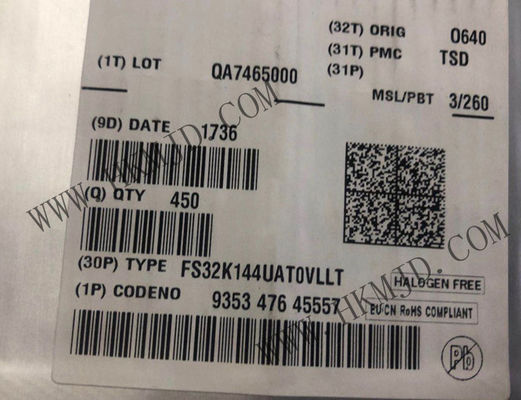 (32T) ORIG 0640
(31T) PMC TSD
(31P)
(1T) LOT QA7465000
MSL/PBT 3/260
(9D) DATE 1736
(Q) QTY 450
(30P) TYPE FS32K144UAT0VLLT
HALOGEN FREE
(1P) CODENO 9353 476 45557
EU/CN RoHS COMPLIANT
Pb
WWW.HKMJD.COM
WWW.HKMJD.COM